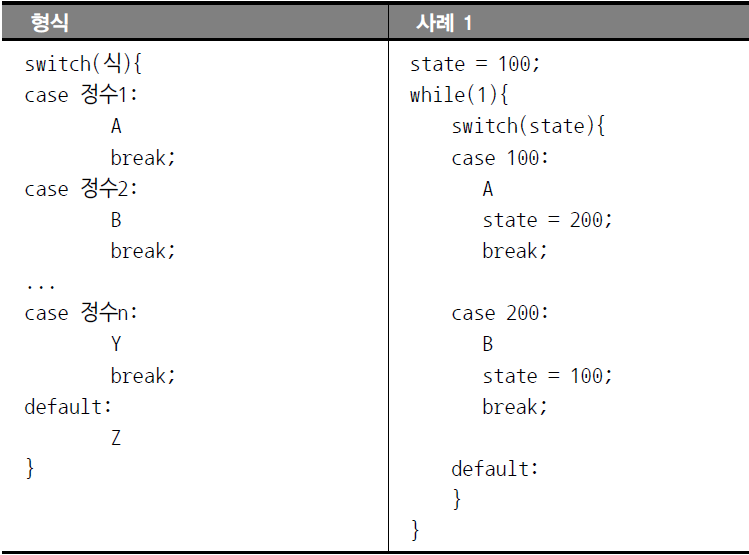 형식
switch(식){
case 정수1:
A
break;
case 정수2:
B
break;
...
case 정수n:
Y
break;
default:
Z
}
사례 1
state = 100;
while(1){
switch(state){
case 100:
A
state = 200;
break;
case 200:
B
state = 100;
break;
default:
}
}